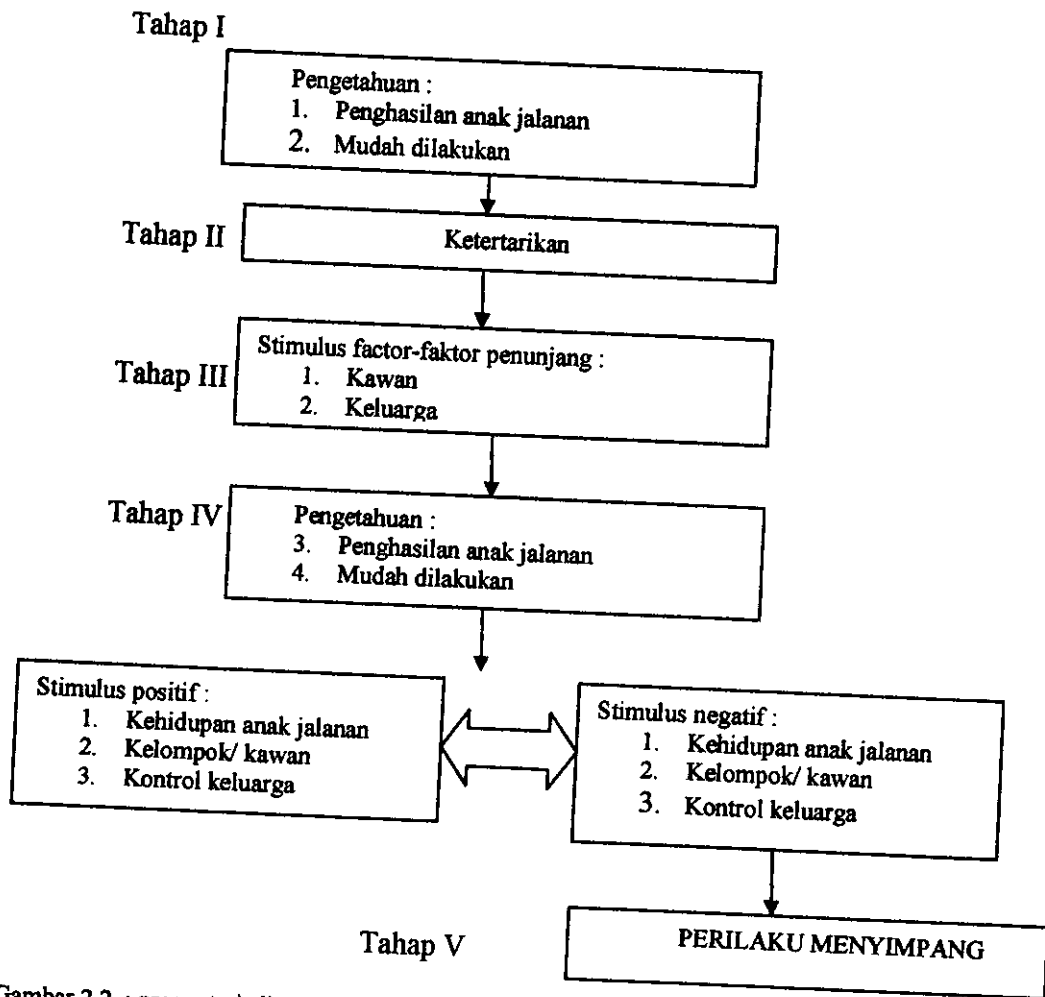 Tahap I
Pengetahuan :
1. Penghasilan anak jalanan
2. Mudah dilakukan
Tahap II
Ketertarikan
Stimulus factor-faktor penunjang :
Tahap III
1. Kawan
2. Keluarga
Tahap IV
Pengetahuan :
3. Penghasilan anak jalanan
4. Mudah dilakukan
Stimulus positif :
1. Kehidupan anak jalanan
2. Kelompok/ kawan
3. Kontrol keluarga
Stimulus negatif :
1. Kehidupan anak jalanan
2. Kelompok/ kawan
3. Kontrol keluarga
Tahap V
PERILAKU MENYIMPANG
Gambar 2.2